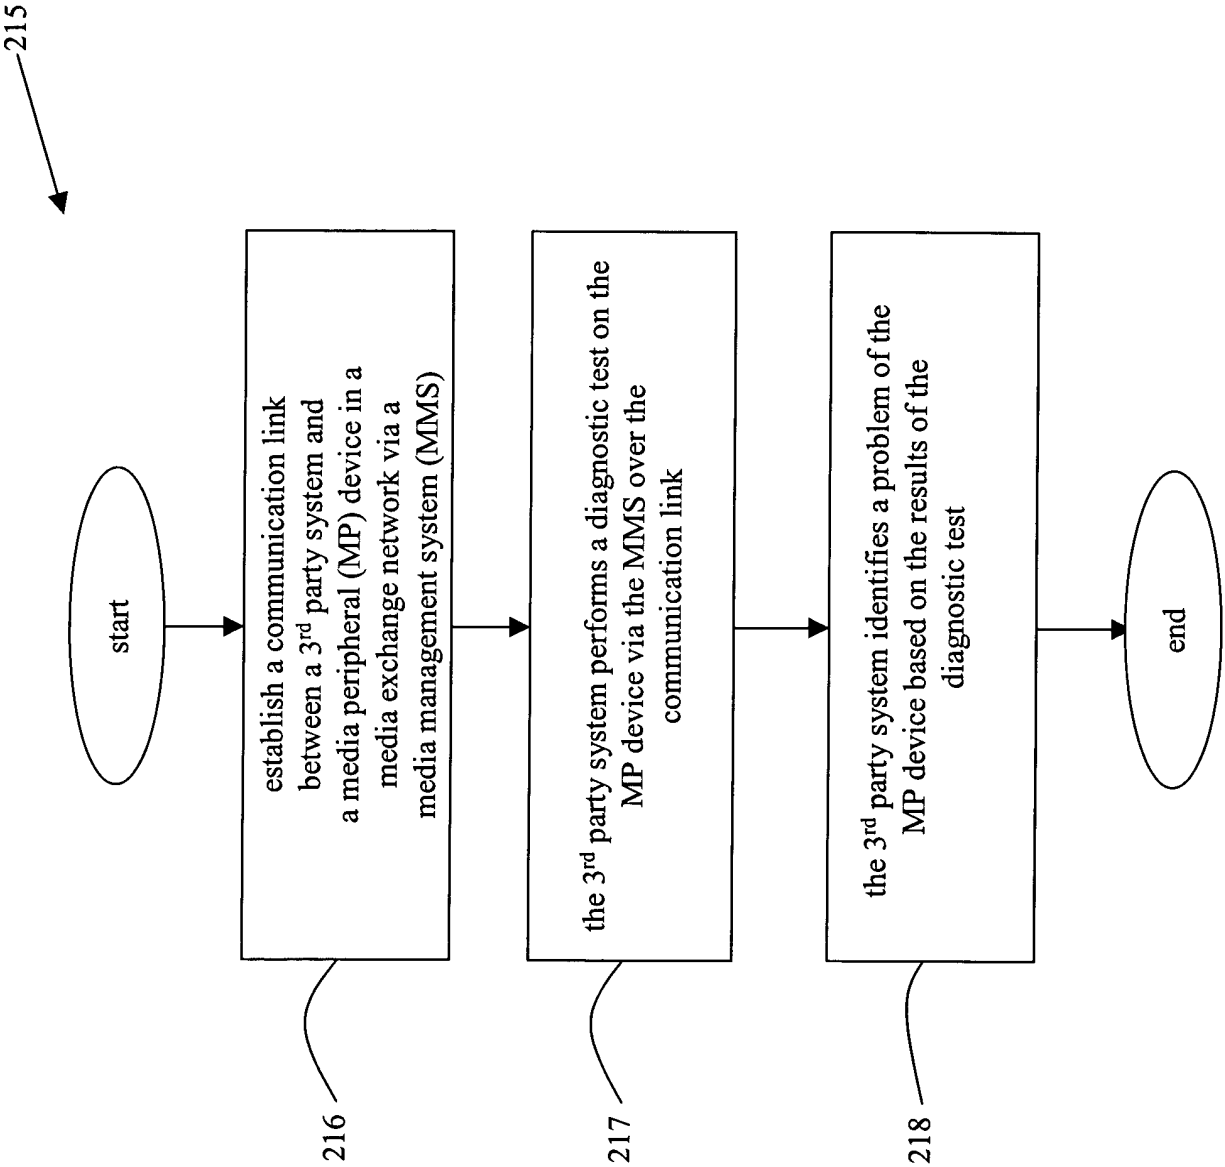 215
start
216
establish a communication link
between a 3rd party system and
a media peripheral (MP) device in a
media exchange network via a
media management system (MMS)
217
the 3rd party system performs a diagnostic test on the
MP device via the MMS over the
communication link
218
the 3rd party system identifies a problem of the
MP device based on the results of the
diagnostic test
end